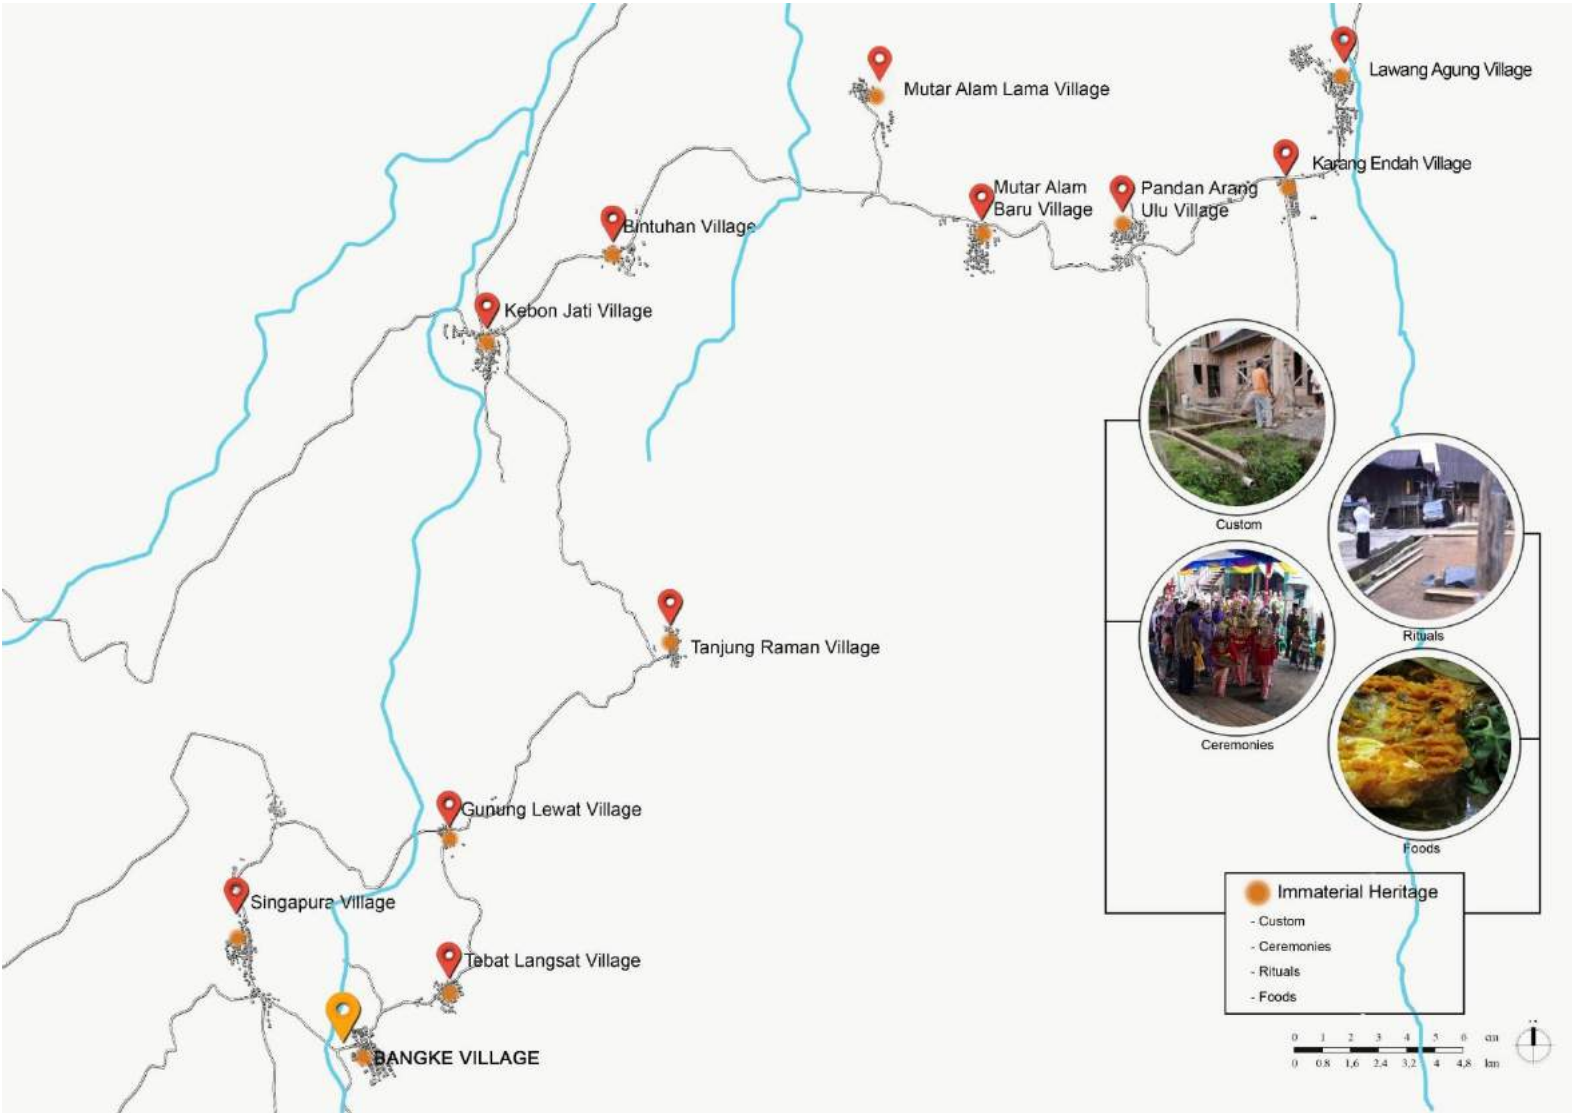 Lawang Agung Village
Mutar Alam Lama Village
Karang Endah Village
Mutar Alam
Baru Village
Pandan Arang
Ulu Village
Bintuhan Village
Kebon Jati Village
Custom
Rituals
Tanjung Raman Village
Ceremonies
Gunung Lewat Village
Foods
Singapura Village
Immaterial Heritage
- Custom
- Ceremonies
- Rituals
- Foods
Tebat Langsat Village
BANGKE VILLAGE
0 1 2 3 4 5 6 cm
0 0.8 1,6 2,4 3,2 4 4,8 km